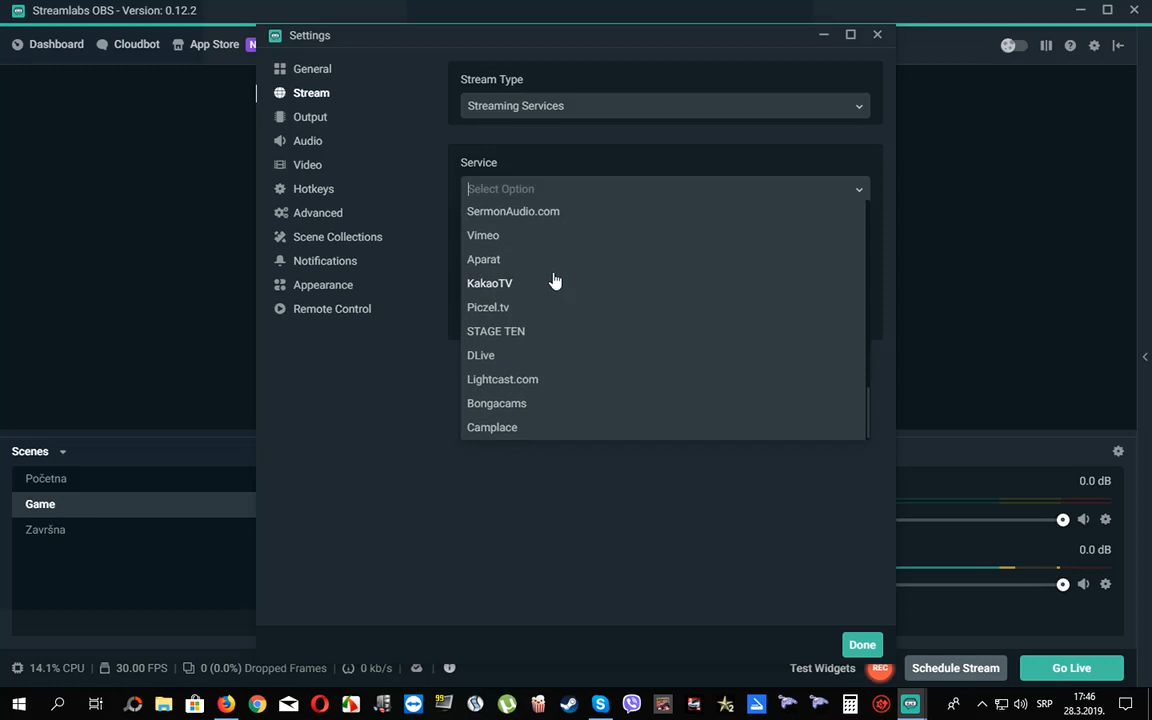 Streamlabs OBS - Version: 0.12.2
Dashboard
Cloudbot
App Store
N
Settings
General
Stream
Output
Audio
Video
Hotkeys
Advanced
Scene Collections
Notifications
Appearance
Remote Control
Stream Type
Streaming Services
Service
Select Option
SermonAudio.com
Vimeo
Aparat
KakaoTV
Piczel.tv
STAGE TEN
DLive
Lightcast.com
Bongacams
Camplace
Done
Scenes
Početna
Game
Završna
0.0 dB
0.0 dB
14.1% CPU
30.00 FPS
0 (0.0%) Dropped Frames
0 kb/s
Test Widgets
REC
Schedule Stream
Go Live
99
SRP
17:46
28.3.2019.